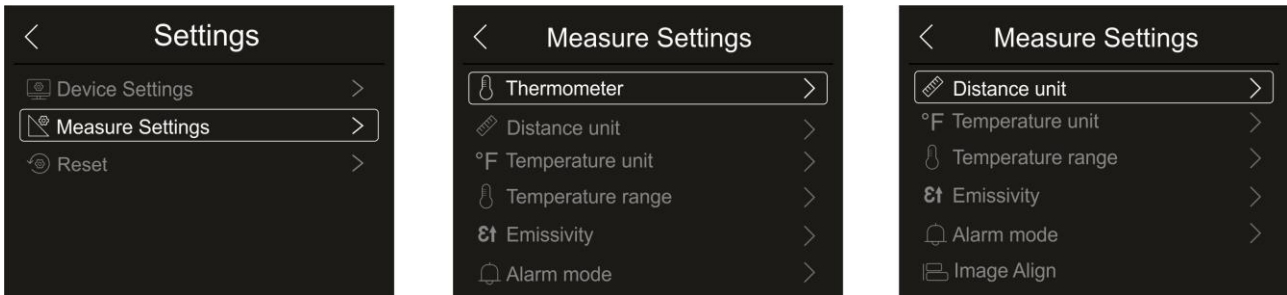 Settings
Device Settings
Measure Settings
Reset
Measure Settings
Thermometer
Distance unit
°F Temperature unit
Temperature range
Ɛ† Emissivity
Alarm mode
Measure Settings
Distance unit
°F Temperature unit
Temperature range
Ɛ† Emissivity
Alarm mode
Image Align